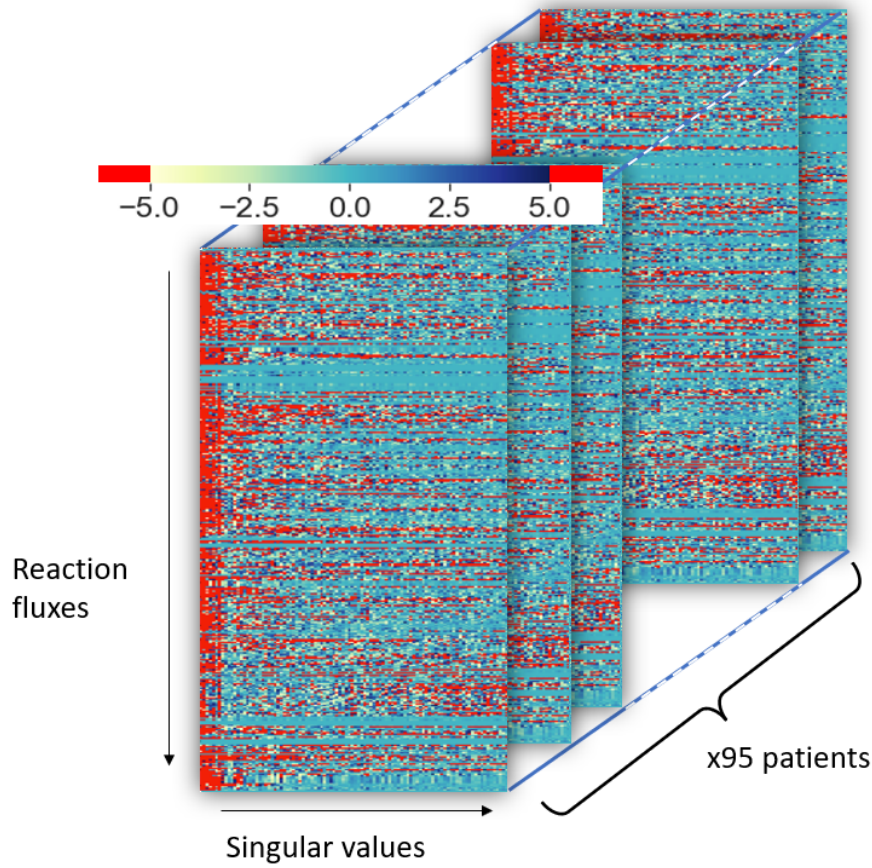 −5.0 −2.5 0.0 2.5 5.0
Reaction
fluxes
x95 patients
Singular values